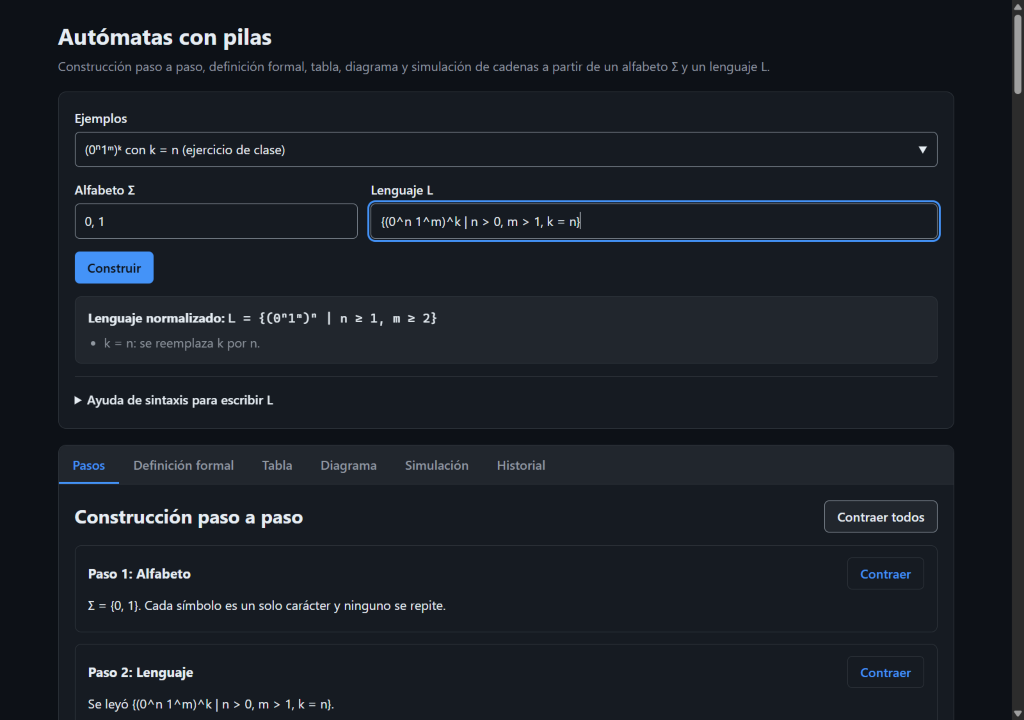 Autómatas con pilas
Construcción paso a paso, definición formal, tabla, diagrama y simulación de cadenas a partir de un alfabeto Σ y un lenguaje L.
Ejemplos
(0ⁿ1ᵐ)ᵏ con k = n (ejercicio de clase)
Alfabeto Σ
Lenguaje L
0, 1
{(0^n 1^m)^k | n > 0, m > 1, k = n}
Construir
Lenguaje normalizado: L = {(0ⁿ1ᵐ)ⁿ | n ≥ 1, m ≥ 2}
• k = n: se reemplaza k por n.
▶ Ayuda de sintaxis para escribir L
Pasos Definición formal Tabla Diagrama Simulación Historial
Construcción paso a paso
Contraer todos
Paso 1: Alfabeto
Contraer
Σ = {0, 1}. Cada símbolo es un solo carácter y ninguno se repite.
Paso 2: Lenguaje
Contraer
Se leyó {(0^n 1^m)^k | n > 0, m > 1, k = n}.